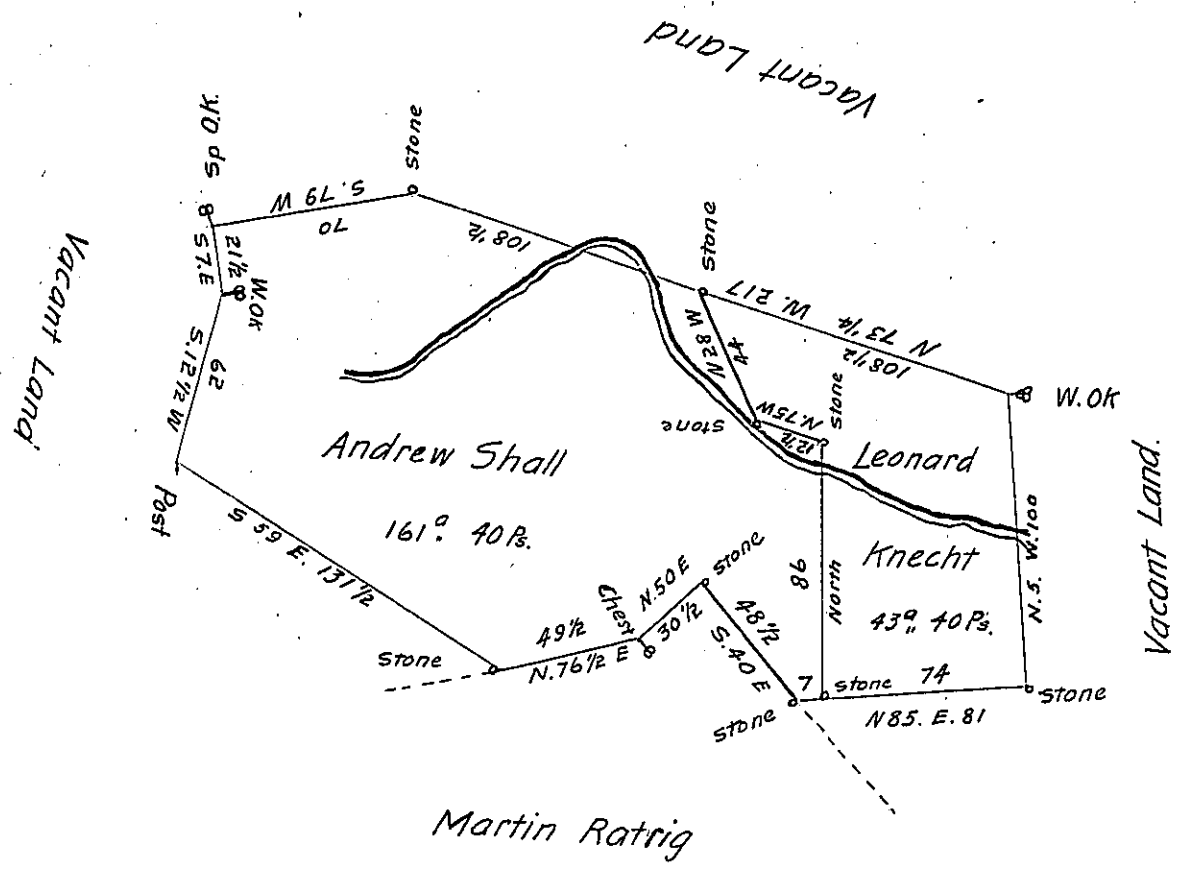 Vacant Land
Sp O.K
Stone
S. 79 W
70
108 1/2
S 7. E
21 1/2
W. OK
Vacant Land
S. 12 1/2 W
62
Post
Stone
N 73 1/4 W. 217
108 1/2
W. OK
N 28 W
44
Stone
N. 75 W
12 1/2
Stone
Andrew Shall
161 a. 40 Ps.
Leonard
Knecht
43 a. 40 Ps.
98
North
N. 5. W. 100
Vacant Land.
S 59 E. 131 1/2
Stone
49 1/2
N. 76 1/2 E
Chest
N. 50 E
30 1/2
Stone
48 1/2
S. 40 E
Stone
7
Stone
74
N 85. E. 81
Stone
Martin Ratrig